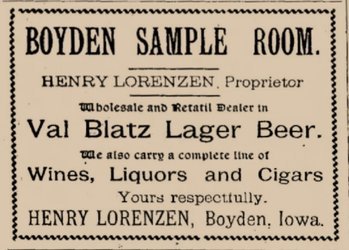 BOYDEN SAMPLE ROOM.
HENRY LORENZEN, Proprietor
Wholesale and Retatil Dealer in
Val Blatz Lager Beer.
We also carry a complete line of
Wines, Liquors and Cigars
Yours respectfully.
HENRY LORENZEN, Boyden, Iowa.